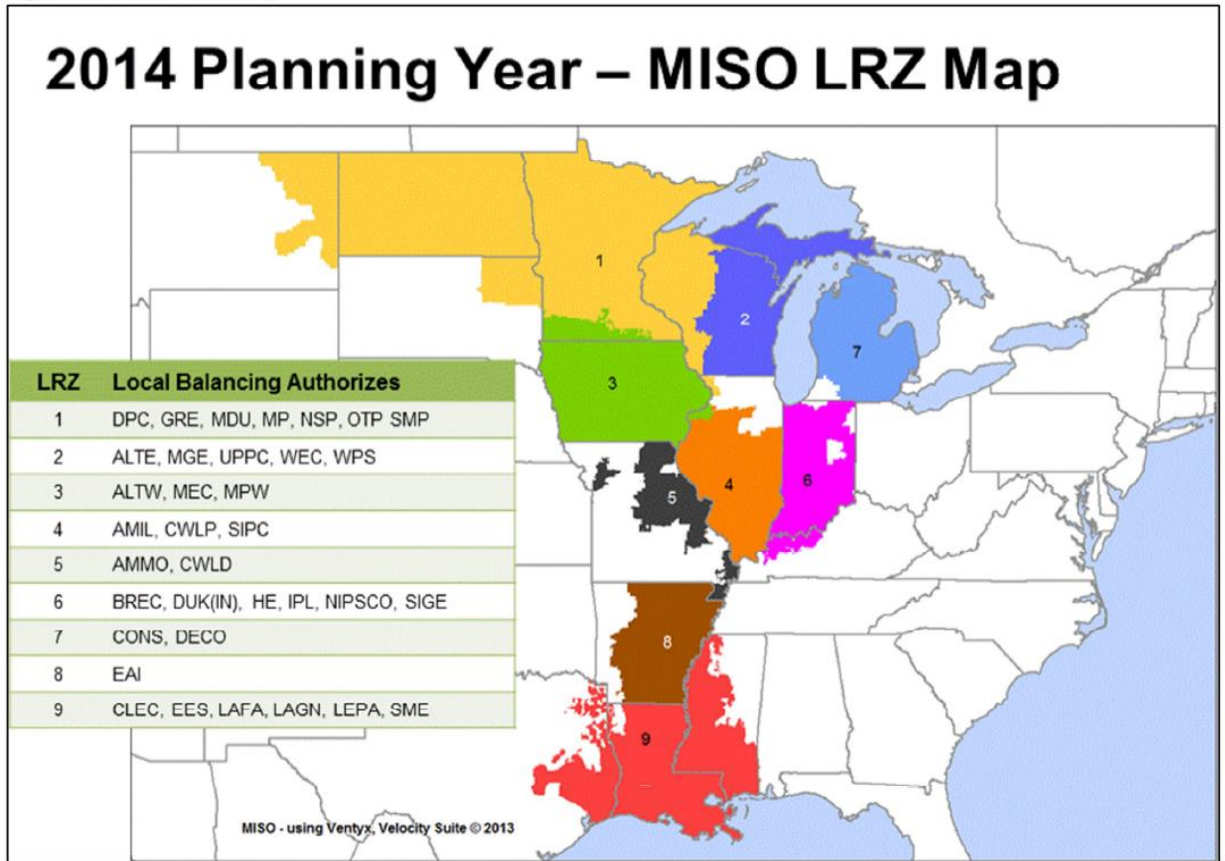 2014 Planning Year – MISO LRZ Map
1
2
7
3
4
6
5
8
9
LRZ Local Balancing Authorizes
1 DPC, GRE, MDU, MP, NSP, OTP SMP
2 ALTE, MGE, UPPC, WEC, WPS
3 ALTW, MEC, MPW
4 AMIL, CWLP, SIPC
5 AMMO, CWLD
6 BREC, DUK(IN), HE, IPL, NIPSCO, SIGE
7 CONS, DECO
8 EAI
9 CLEC, EES, LAFA, LAGN, LEPA, SME
MISO - using Ventyx, Velocity Suite © 2013